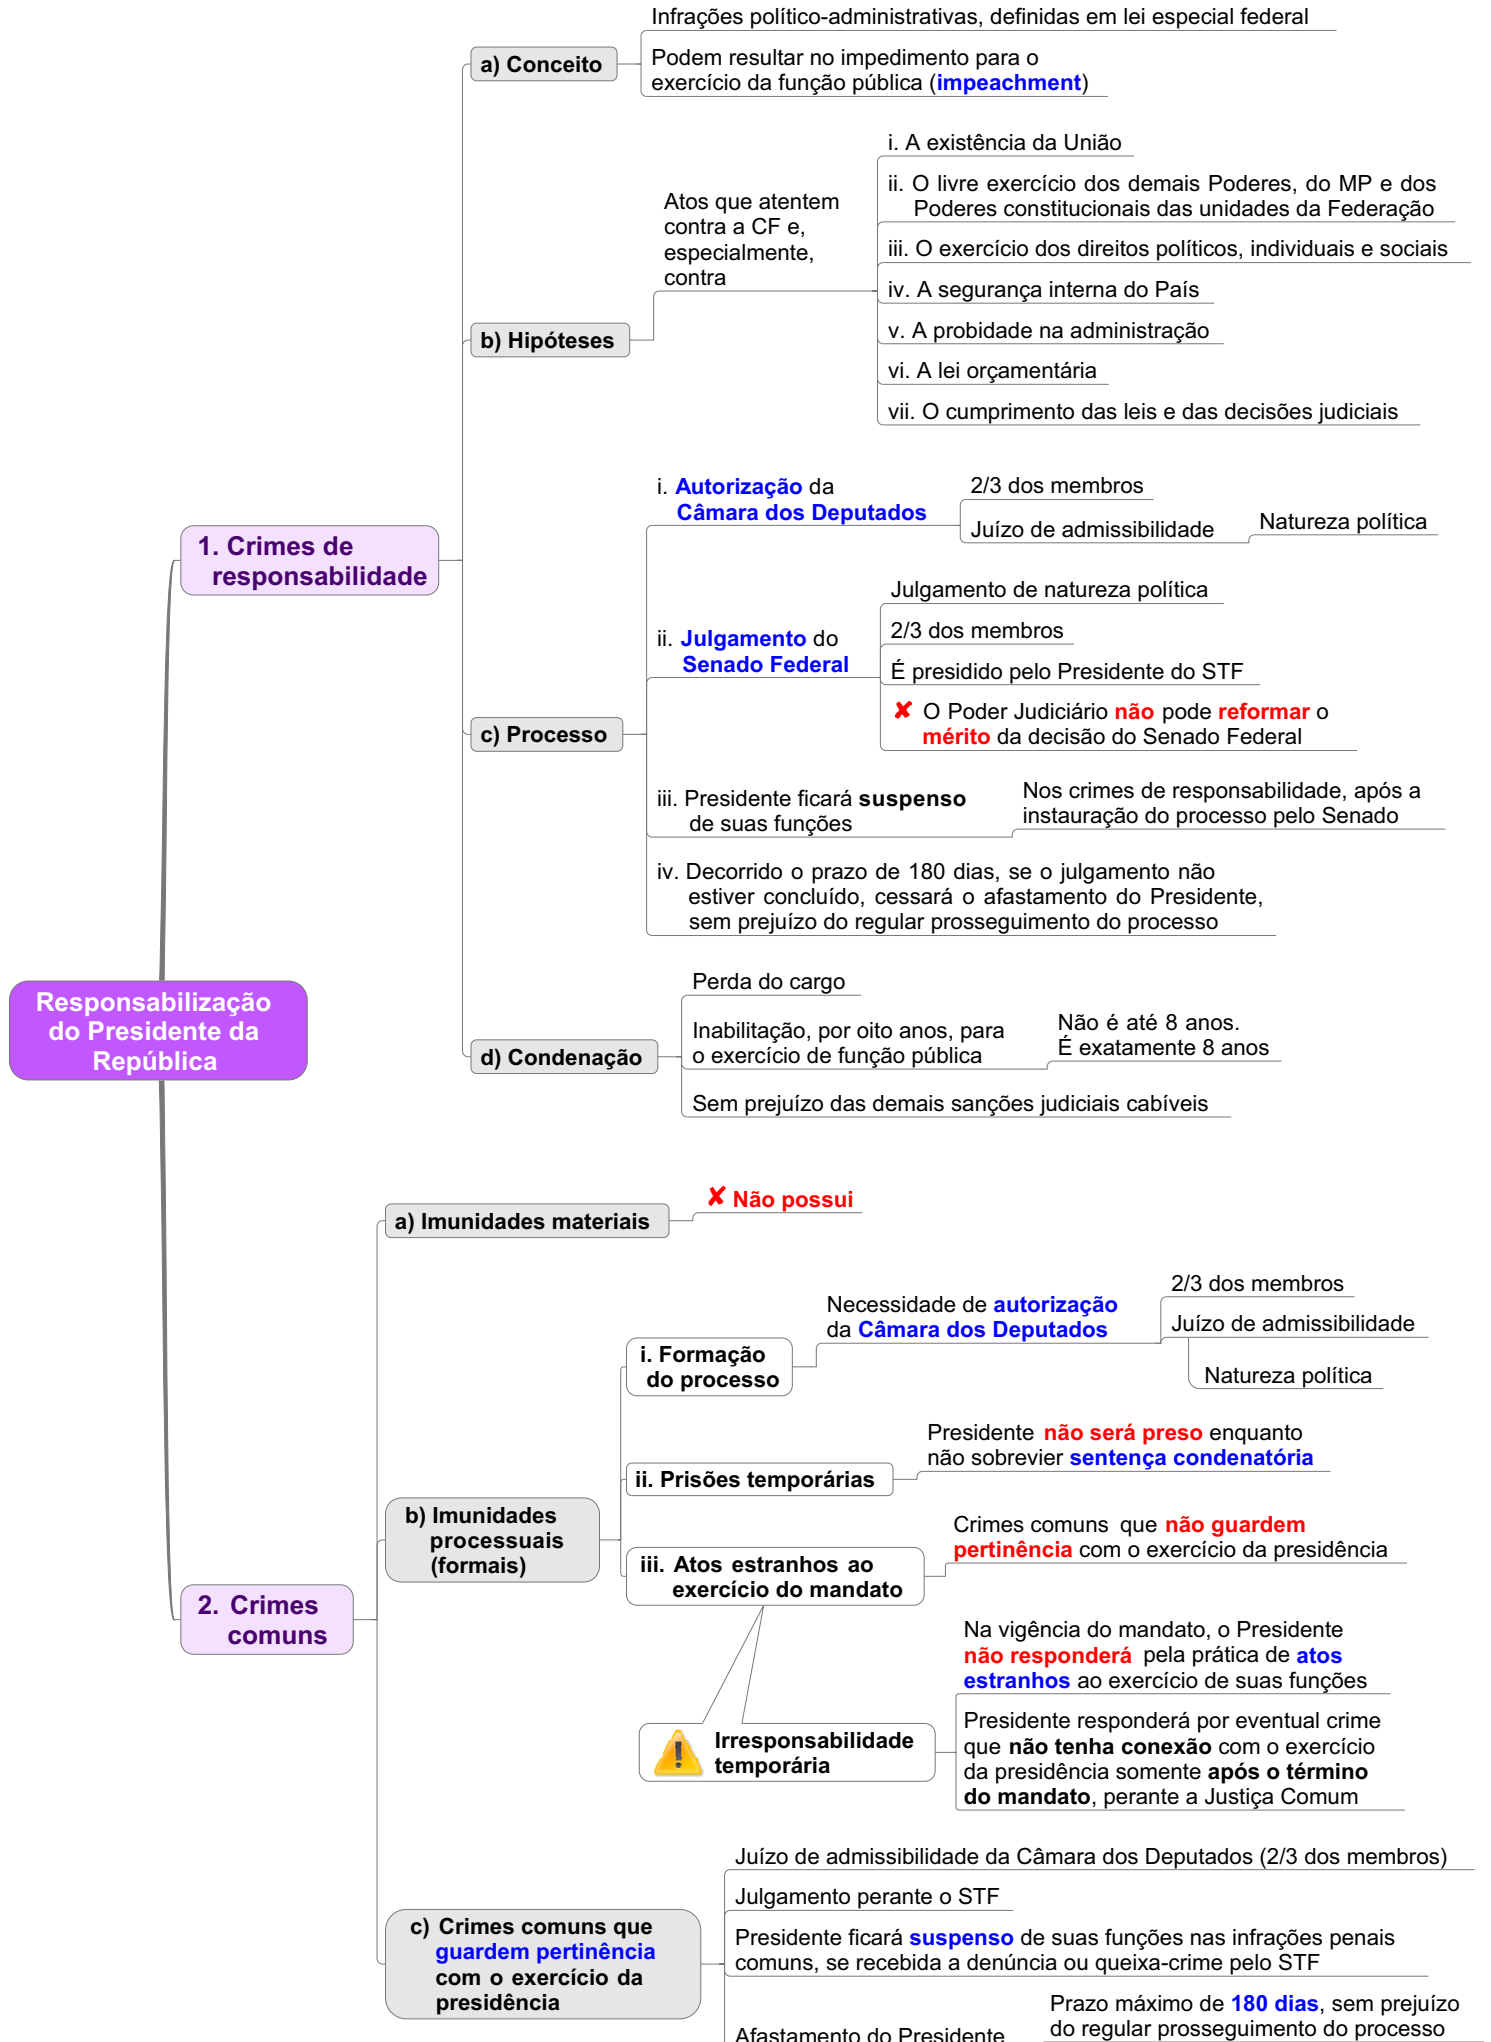 Infrações político-administrativas, definidas em lei especial federal
a) Conceito
Podem resultar no impedimento para o
exercício da função pública (impeachment)
i. A existência da União
ii. O livre exercício dos demais Poderes, do MP e dos
Poderes constitucionais das unidades da Federação
Atos que atentem
contra a CF e,
especialmente,
contra
iii. O exercício dos direitos políticos, individuais e sociais
iv. A segurança interna do País
b) Hipóteses
v. A probidade na administração
vi. A lei orçamentária
vii. O cumprimento das leis e das decisões judiciais
i. Autorização da
Câmara dos Deputados
2/3 dos membros
Juízo de admissibilidade
Natureza política
1. Crimes de
responsabilidade
Julgamento de natureza política
ii. Julgamento do
Senado Federal
2/3 dos membros
É presidido pelo Presidente do STF
✘ O Poder Judiciário não pode reformar o
mérito da decisão do Senado Federal
c) Processo
iii. Presidente ficará suspenso
de suas funções
Nos crimes de responsabilidade, após a
instauração do processo pelo Senado
iv. Decorrido o prazo de 180 dias, se o julgamento não
estiver concluído, cessará o afastamento do Presidente,
sem prejuízo do regular prosseguimento do processo
Responsabilização
do Presidente da
República
Perda do cargo
d) Condenação
Inabilitação, por oito anos, para
o exercício de função pública
Não é até 8 anos.
É exatamente 8 anos
Sem prejuízo das demais sanções judiciais cabíveis
a) Imunidades materiais
✘ Não possui
i. Formação
do processo
Necessidade de autorização
da Câmara dos Deputados
2/3 dos membros
Juízo de admissibilidade
Natureza política
ii. Prisões temporárias
Presidente não será preso enquanto
não sobrevier sentença condenatória
b) Imunidades
processuais
(formais)
iii. Atos estranhos ao
exercício do mandato
Crimes comuns que não guardem
pertinência com o exercício da presidência
2. Crimes
comuns
Irresponsabilidade
temporária
Na vigência do mandato, o Presidente
não responderá pela prática de atos
estranhos ao exercício de suas funções
Presidente responderá por eventual crime
que não tenha conexão com o exercício
da presidência somente após o término
do mandato, perante a Justiça Comum
c) Crimes comuns que
guardem pertinência
com o exercício da
presidência
Juízo de admissibilidade da Câmara dos Deputados (2/3 dos membros)
Julgamento perante o STF
Presidente ficará suspenso de suas funções nas infrações penais
comuns, se recebida a denúncia ou queixa-crime pelo STF
Afastamento do Presidente
Prazo máximo de 180 dias, sem prejuízo
do regular prosseguimento do processo